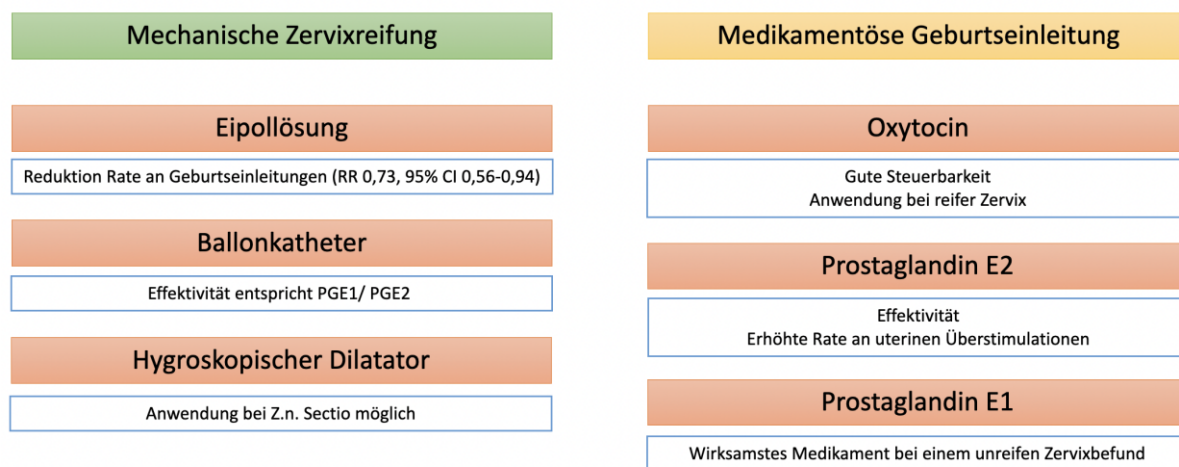 Mechanische Zervixreifung
Eipollösung
Reduktion Rate an Geburtseinleitungen (RR 0,73, 95% CI 0,56-0,94)
Ballonkatheter
Effektivität entspricht PGE1/ PGE2
Hygroskopischer Dilatator
Anwendung bei Z.n. Sectio möglich
Medikamentöse Geburtseinleitung
Oxytocin
Gute Steuerbarkeit
Anwendung bei reifer Zervix
Prostaglandin E2
Effektivität
Erhöhte Rate an uterinen Überstimulationen
Prostaglandin E1
Wirksamstes Medikament bei einem unreifen Zervixbefund